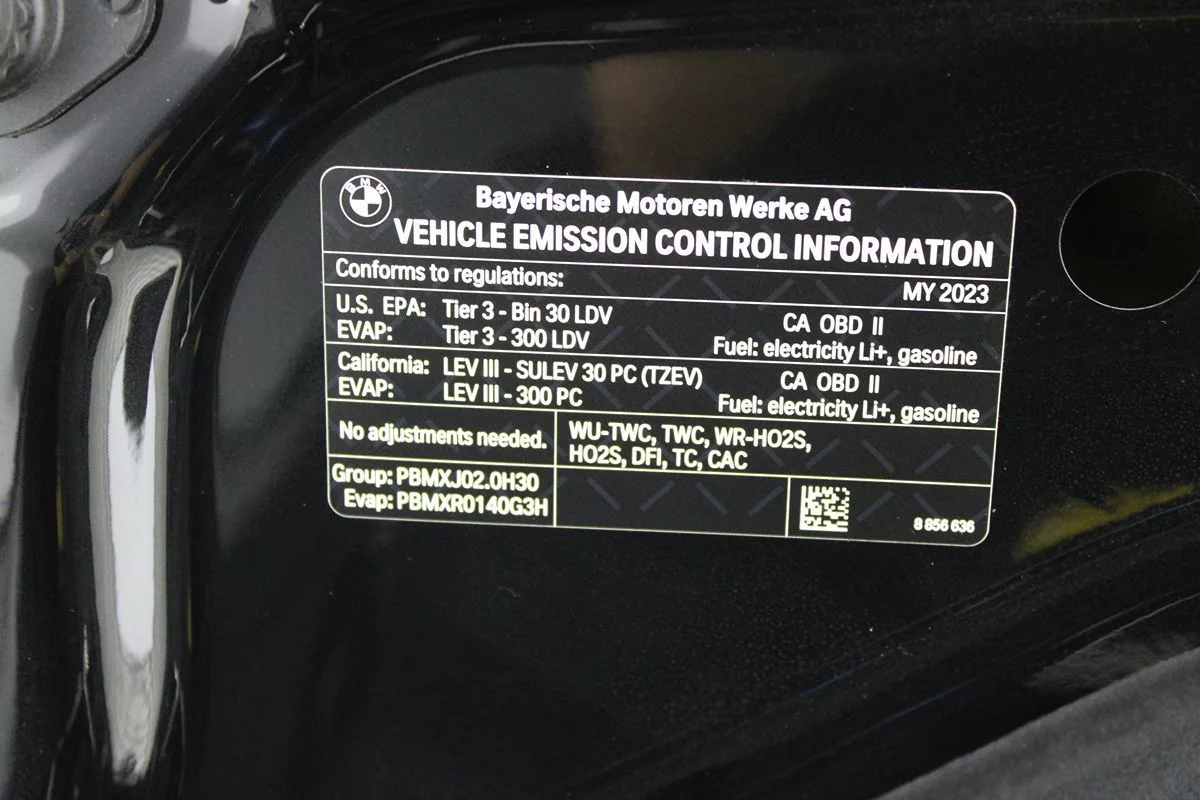 BMW
Bayerische Motoren Werke AG
VEHICLE EMISSION CONTROL INFORMATION
Conforms to regulations: MY 2023
U.S. EPA: Tier 3 - Bin 30 LDV CA OBD II
EVAP: Tier 3 - 300 LDV Fuel: electricity Li+, gasoline
California: LEV III - SULEV 30 PC (TZEV) CA OBD II
EVAP: LEV III - 300 PC Fuel: electricity Li+, gasoline
No adjustments needed.
WU-TWC, TWC, WR-HO2S,
HO2S, DFI, TC, CAC
Group: PBMXJ02.0H30
Evap: PBMXR0140G3H
8 856 636